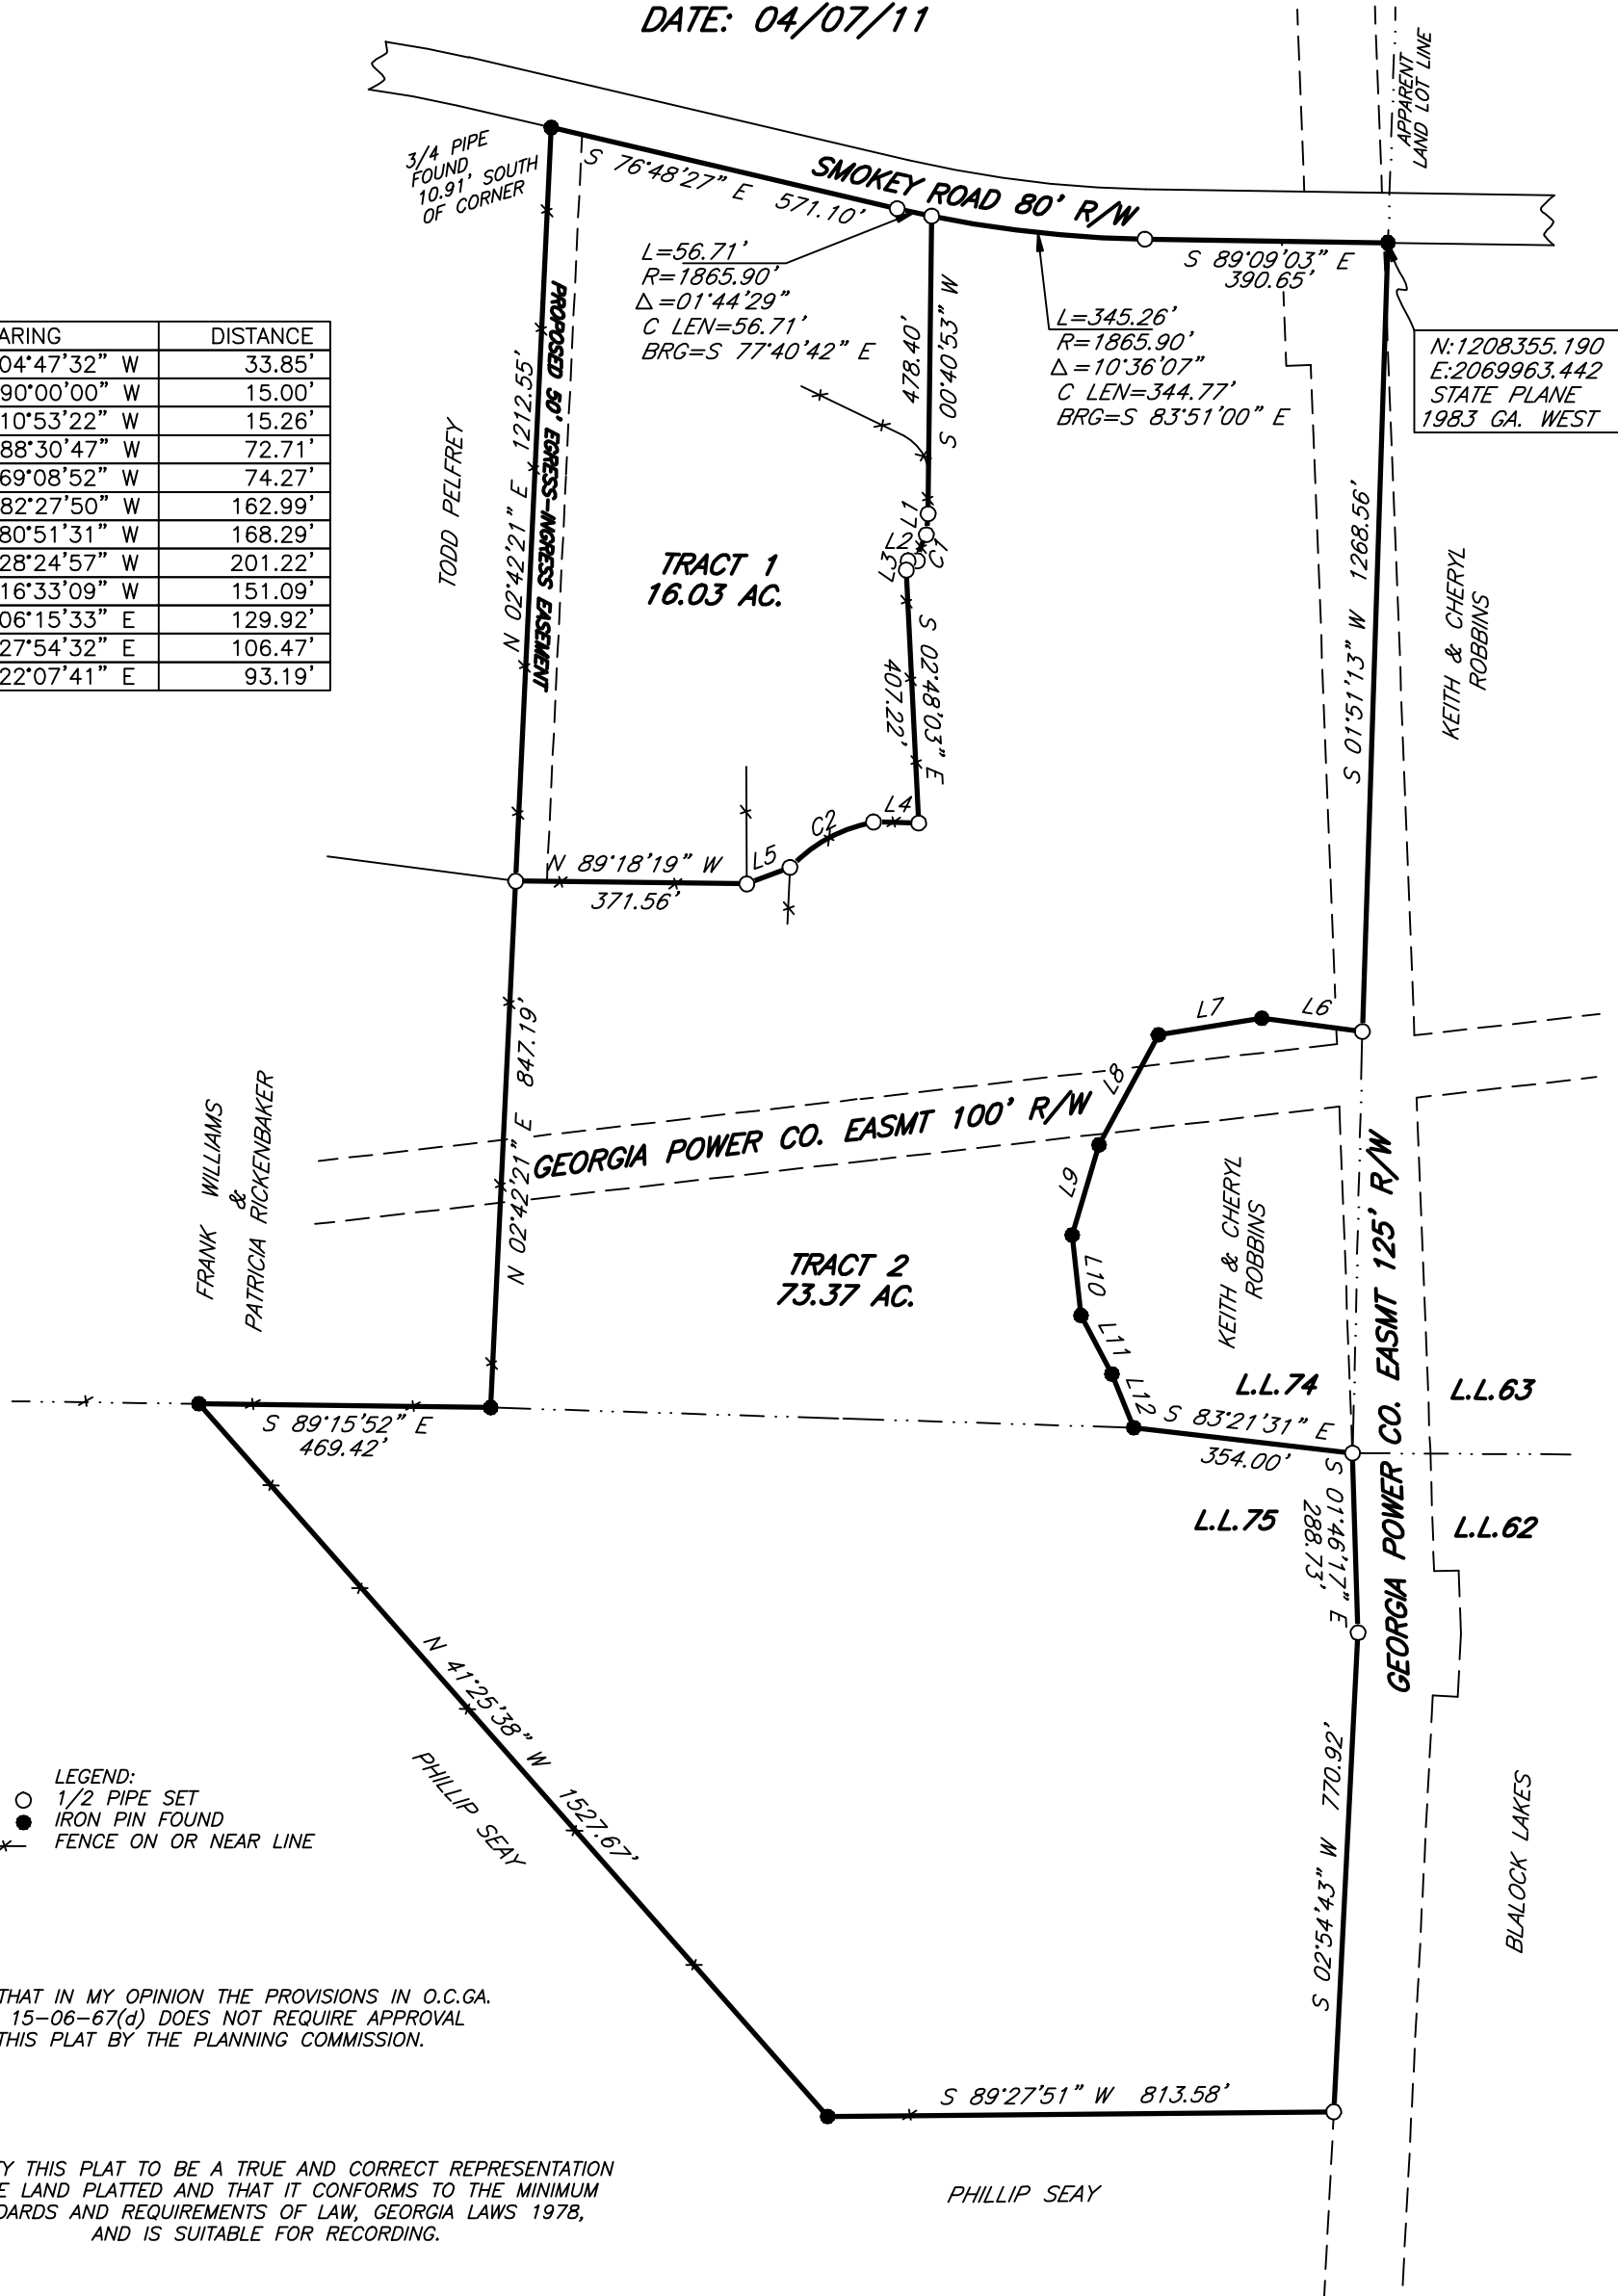 DATE: 04/07/11
APPARENT
LAND LOT LINE
3/4 PIPE
FOUND
10.91' SOUTH
OF CORNER
S 76°48'27" E 571.10'
SMOKEY ROAD 80' R/W
S 89°09'03" E
390.65'
L=56.71'
R=1865.90'
Δ=01°44'29"
C LEN=56.71'
BRG=S 77°40'42" E
L=345.26'
R=1865.90'
Δ=10°36'07"
C LEN=344.77'
BRG=S 83°51'00" E
N:1208355.190
E:2069963.442
STATE PLANE
1983 GA. WEST
ARING DISTANCE
04°47'32" W 33.85'
90°00'00" W 15.00'
10°53'22" W 15.26'
88°30'47" W 72.71'
69°08'52" W 74.27'
82°27'50" W 162.99'
80°51'31" W 168.29'
28°24'57" W 201.22'
16°33'09" W 151.09'
06°15'33" E 129.92'
27°54'32" E 106.47'
22°07'41" E 93.19'
TODD PELFREY
N 02°42'21" E 1212.55'
PROPOSED 50' EGRESS-INGRESS EASEMENT
478.40'
S 00°40'53" W
L1
L2
C1
L3
TRACT 1
16.03 AC.
S 02°48'03" E
407.22'
S 01°51'13" W 1268.56'
KEITH & CHERYL
ROBBINS
L4
C2
L5
N 89°18'19" W
371.56'
L7
L6
L8
N 02°42'21" E 847.19'
GEORGIA POWER CO. EASMT 100' R/W
FRANK WILLIAMS
&
PATRICIA RICKENBAKER
L9
L10
L11
L12
KEITH & CHERYL
ROBBINS
TRACT 2
73.37 AC.
GEORGIA POWER CO. EASMT 125' R/W
L.L.74
L.L.63
S 89°15'52" E
469.42'
S 83°21'31" E
354.00'
L.L.75
L.L.62
S 01°46'17" E
288.73'
N 41°25'38" W 1527.67'
PHILLIP SEAY
S 02°54'43" W 770.92'
BLALOCK LAKES
LEGEND:
1/2 PIPE SET
IRON PIN FOUND
FENCE ON OR NEAR LINE
THAT IN MY OPINION THE PROVISIONS IN O.C.GA.
15-06-67(d) DOES NOT REQUIRE APPROVAL
THIS PLAT BY THE PLANNING COMMISSION.
S 89°27'51" W 813.58'
PHILLIP SEAY
Y THIS PLAT TO BE A TRUE AND CORRECT REPRESENTATION
E LAND PLATTED AND THAT IT CONFORMS TO THE MINIMUM
DARDS AND REQUIREMENTS OF LAW, GEORGIA LAWS 1978,
AND IS SUITABLE FOR RECORDING.